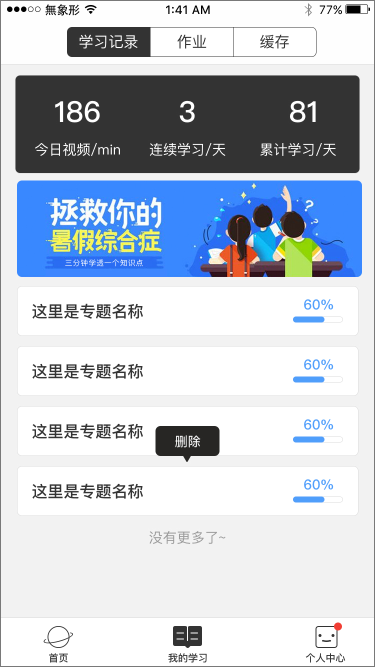 無象形 1:41 AM 77%
学习记录 作业 缓存
186 3 81
今日视频/min 连续学习/天 累计学习/天
拯救你的
暑假综合症
三分钟学透一个知识点
60%
这里是专题名称
60%
这里是专题名称
60%
这里是专题名称
删除
60%
这里是专题名称
没有更多了~
首页 我的学习 个人中心